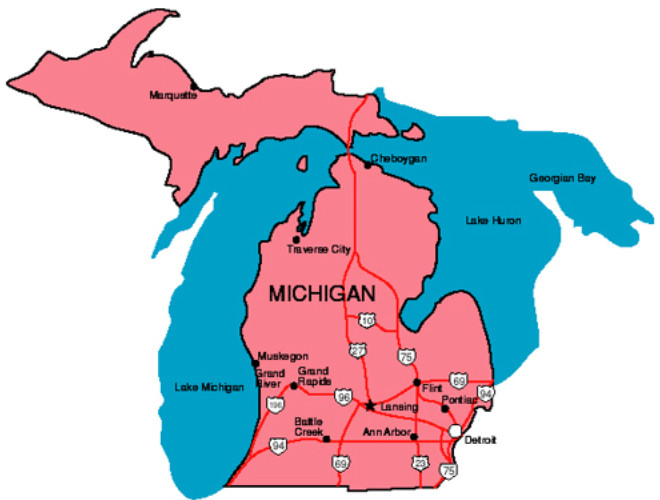 Marquette
Cheboygan
Georgian Bay
Lake Huron
Traverse City
MICHIGAN
10
27
75
Muskegon
Grand
River
Grand
Rapids
69
Flint
94
Lake Michigan
96
196
Lansing
Pontiac
Battle
Creek
Ann Arbor
Detroit
94
69
23
75